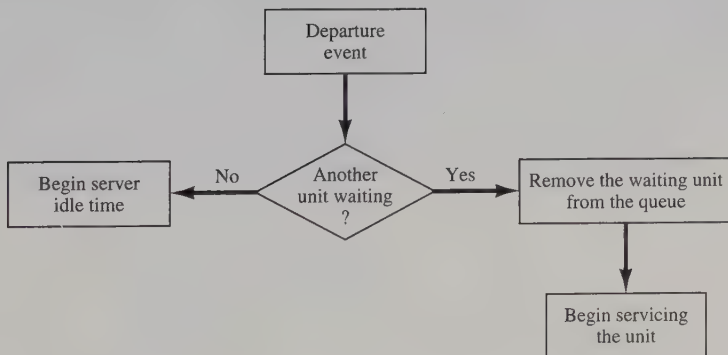 Departure
event
No
Another
unit waiting
?
Yes
Begin server
idle time
Remove the waiting unit
from the queue
Begin servicing
the unit